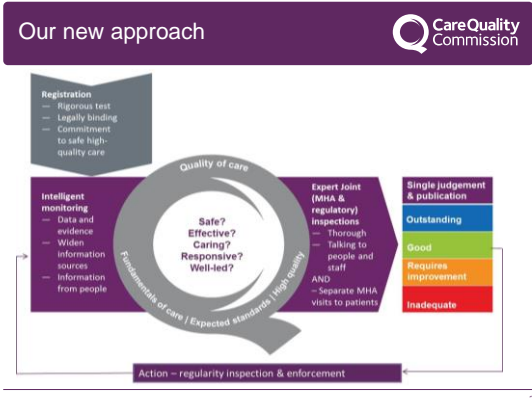 Our new approach
CareQuality
Commission
Registration
— Rigorous test
— Legally binding
— Commitment
to safe high-
quality care
Quality of care
Intelligent
monitoring
— Data and
evidence
— Widen
information
sources
— Information
from people
Safe?
Effective?
Caring?
Responsive?
Well-led?
Fundamentals of care | Expected standards | High quality
Expert Joint
(MHA &
regulatory)
inspections
— Thorough
— Talking to
people and
staff
AND
– Separate MHA
visits to patients
Single judgement
& publication
Outstanding
Good
Requires
improvement
Inadequate
Action – regularity inspection & enforcement